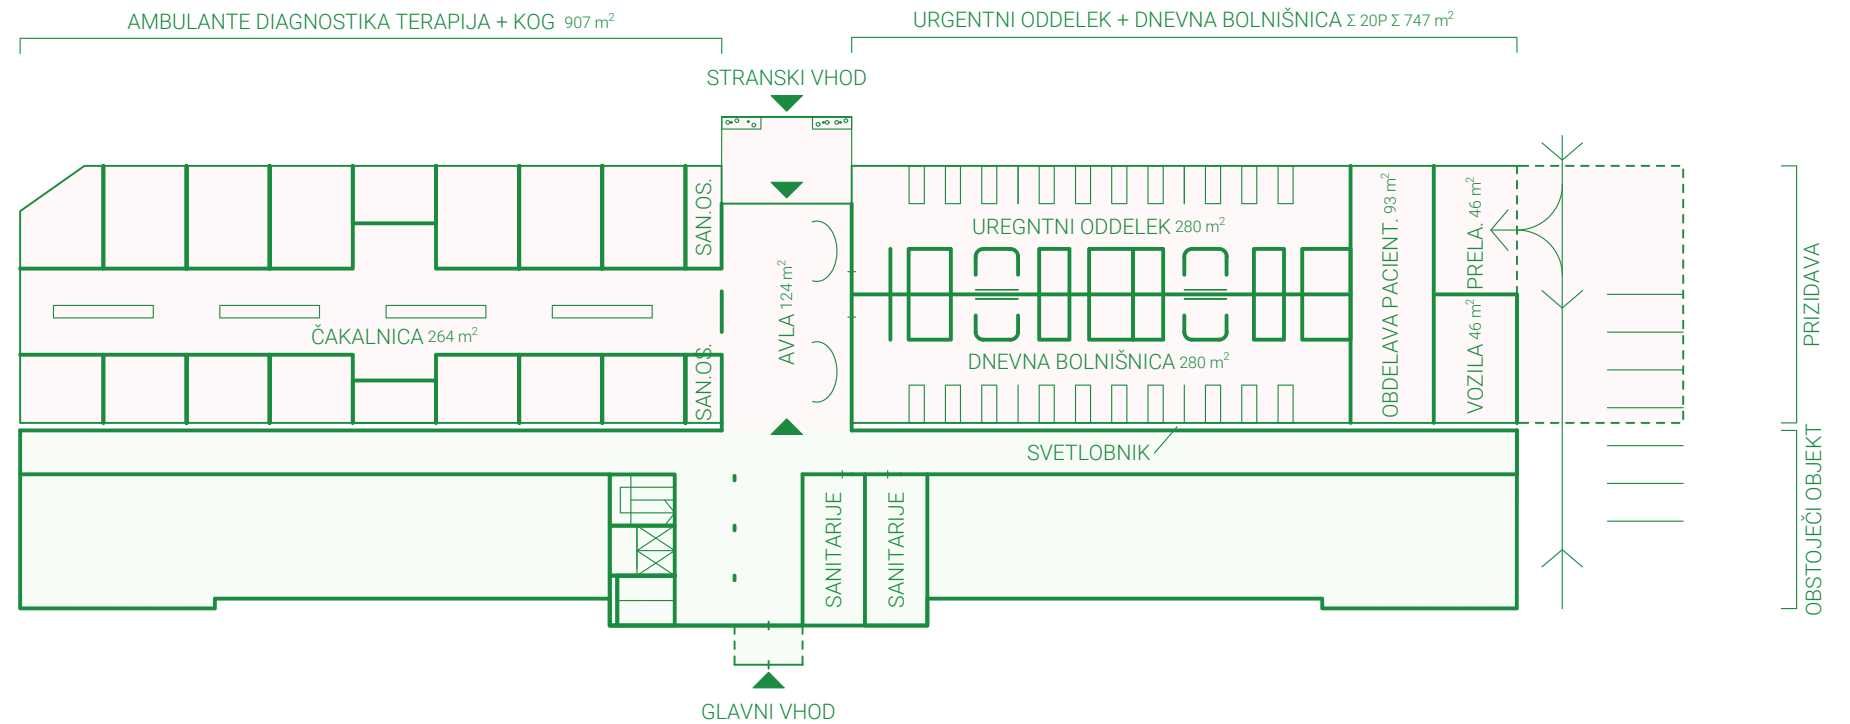 AMBULANTE DIAGNOSTIKA TERAPIJA + KOG 907 m²
URGENTNI ODDELEK + DNEVNA BOLNIŠNICA Σ 20P Σ 747 m²
STRANSKI VHOD
SAN.OS.
UREGNTNI ODDELEK 280 m²
OBDELAVA PACIENT. 93 m²
PRELA. 46 m²
AVLA 124 m²
ČAKALNICA 264 m²
PRIZIDAVA
SAN.OS.
DNEVNA BOLNIŠNICA 280 m²
VOZILA 46 m²
SVETLOBNIK
SANITARIJE
SANITARIJE
OBSTOJEČI OBJEKT
GLAVNI VHOD